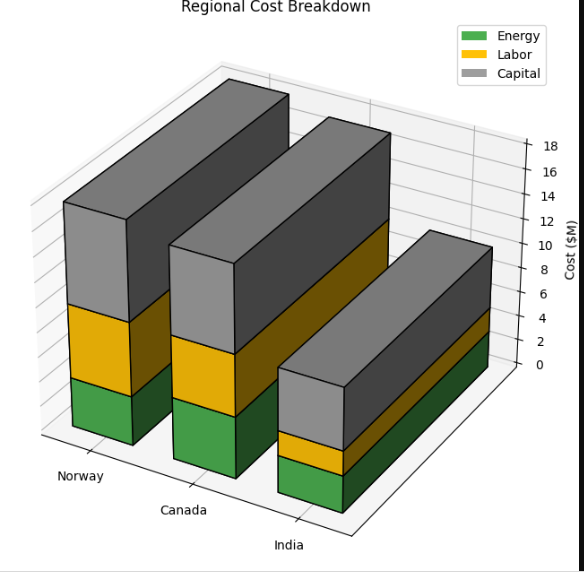 Regional Cost Breakdown
Energy
Labor
Capital
18
16
14
12
10
8
6
4
2
0
Cost ($M)
Norway
Canada
India